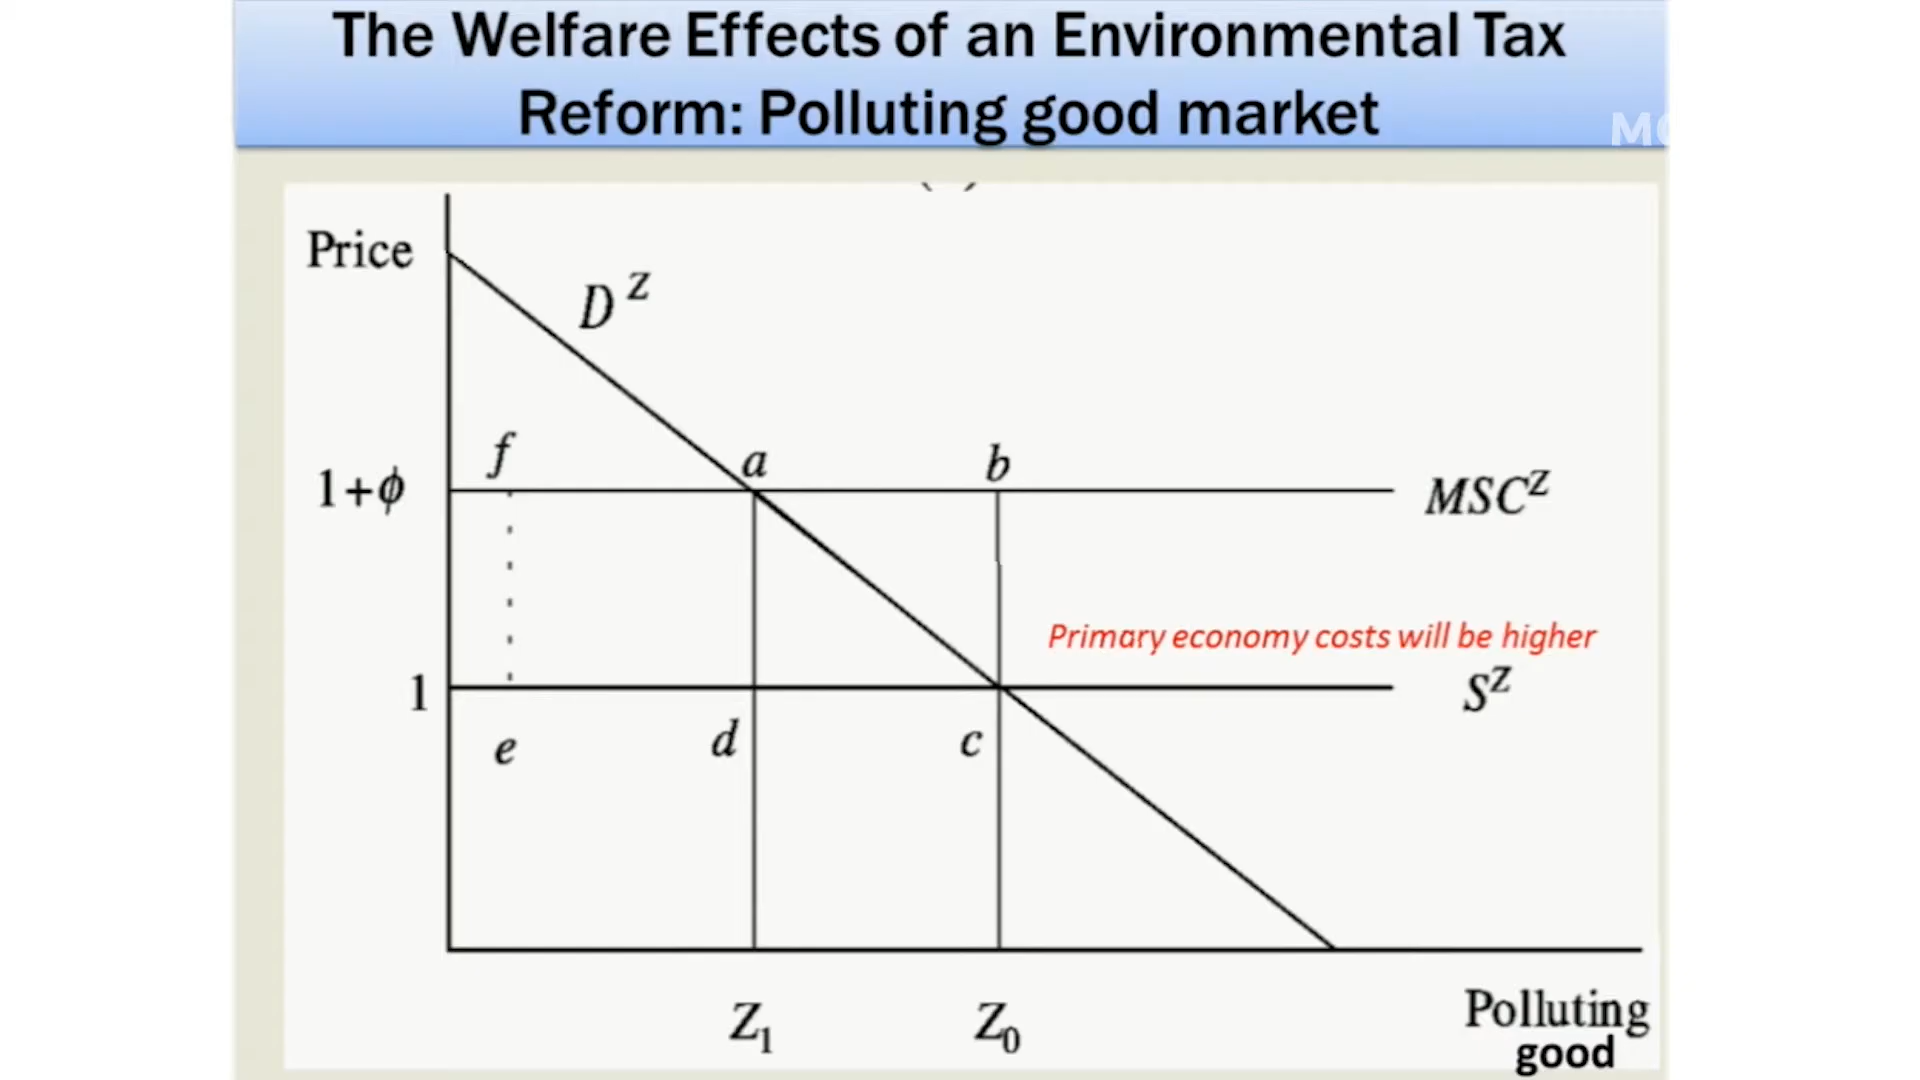 The Welfare Effects of an Environmental Tax
Reform: Polluting good market
Price
D^Z
f
a
b
1+ϕ
MSC^Z
Primary economy costs will be higher
1
S^Z
e
d
c
Z_1
Z_0
Polluting
good